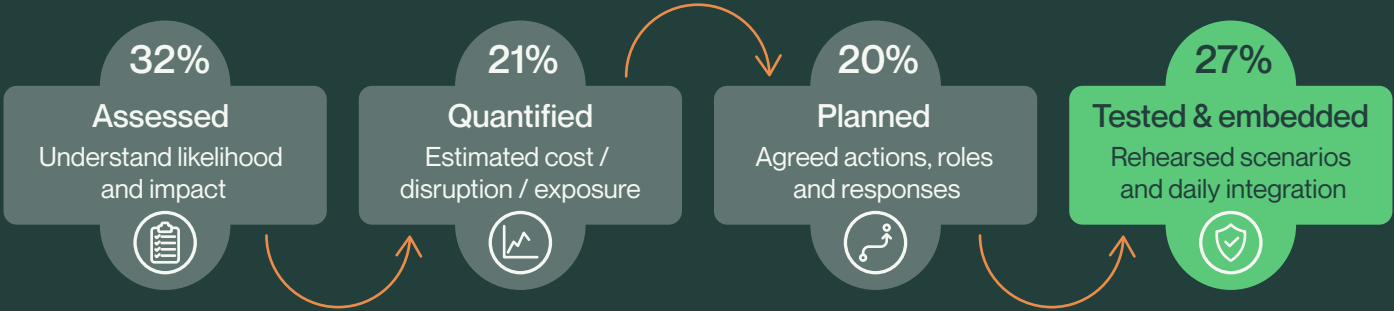 32%
Assessed
Understand likelihood
and impact
21%
Quantified
Estimated cost /
disruption / exposure
20%
Planned
Agreed actions, roles
and responses
27%
Tested & embedded
Rehearsed scenarios
and daily integration